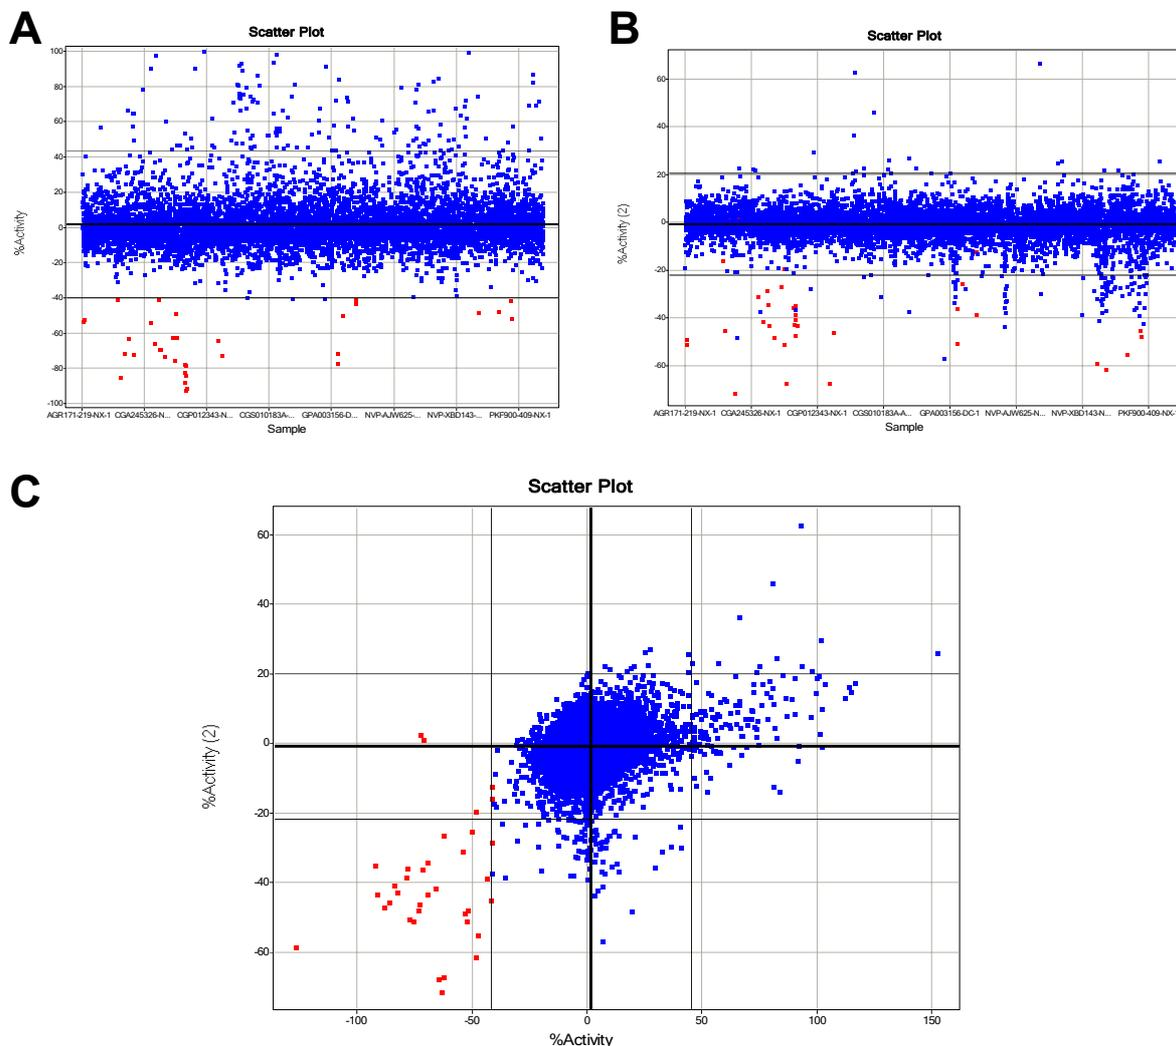 A
Scatter Plot
100
80
60
40
20
0
-20
-40
-60
-80
-100
%Activity
AGR171-219-NX-1 CGA245326-N... CGP012343-N... CGS010183A-... GPA003156-D... NVP-AJW625-... NVP-XBD143-... PKF900-409-NX-1
Sample
B
Scatter Plot
60
40
20
0
-20
-40
-60
%Activity (2)
AGR171-219-NX-1 CGA245326-NX-1 CGP012343-NX-1 CGS010183A-A... GPA003156-DC-1 NVP-AJW625-N... NVP-XBD143-N... PKF900-409-NX-1
Sample
C
Scatter Plot
60
40
20
0
-20
-40
-60
%Activity (2)
-100 -50 0 50 100 150
%Activity